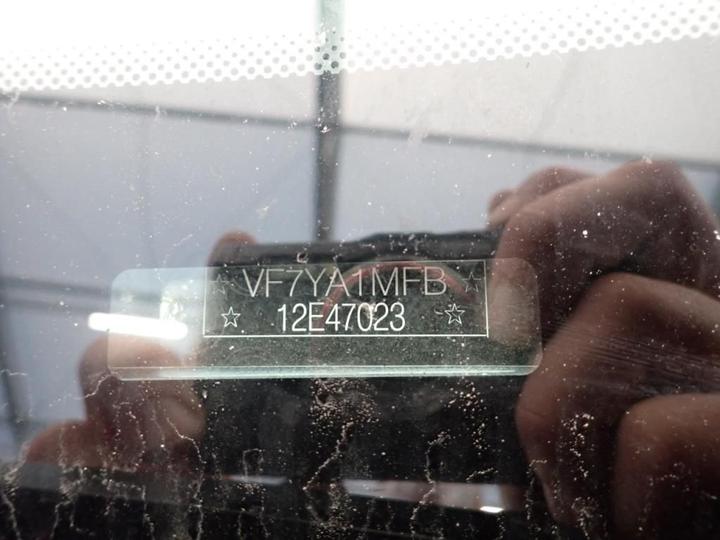 ☆ VF7YA1MFB ☆
☆ 12E47023 ☆